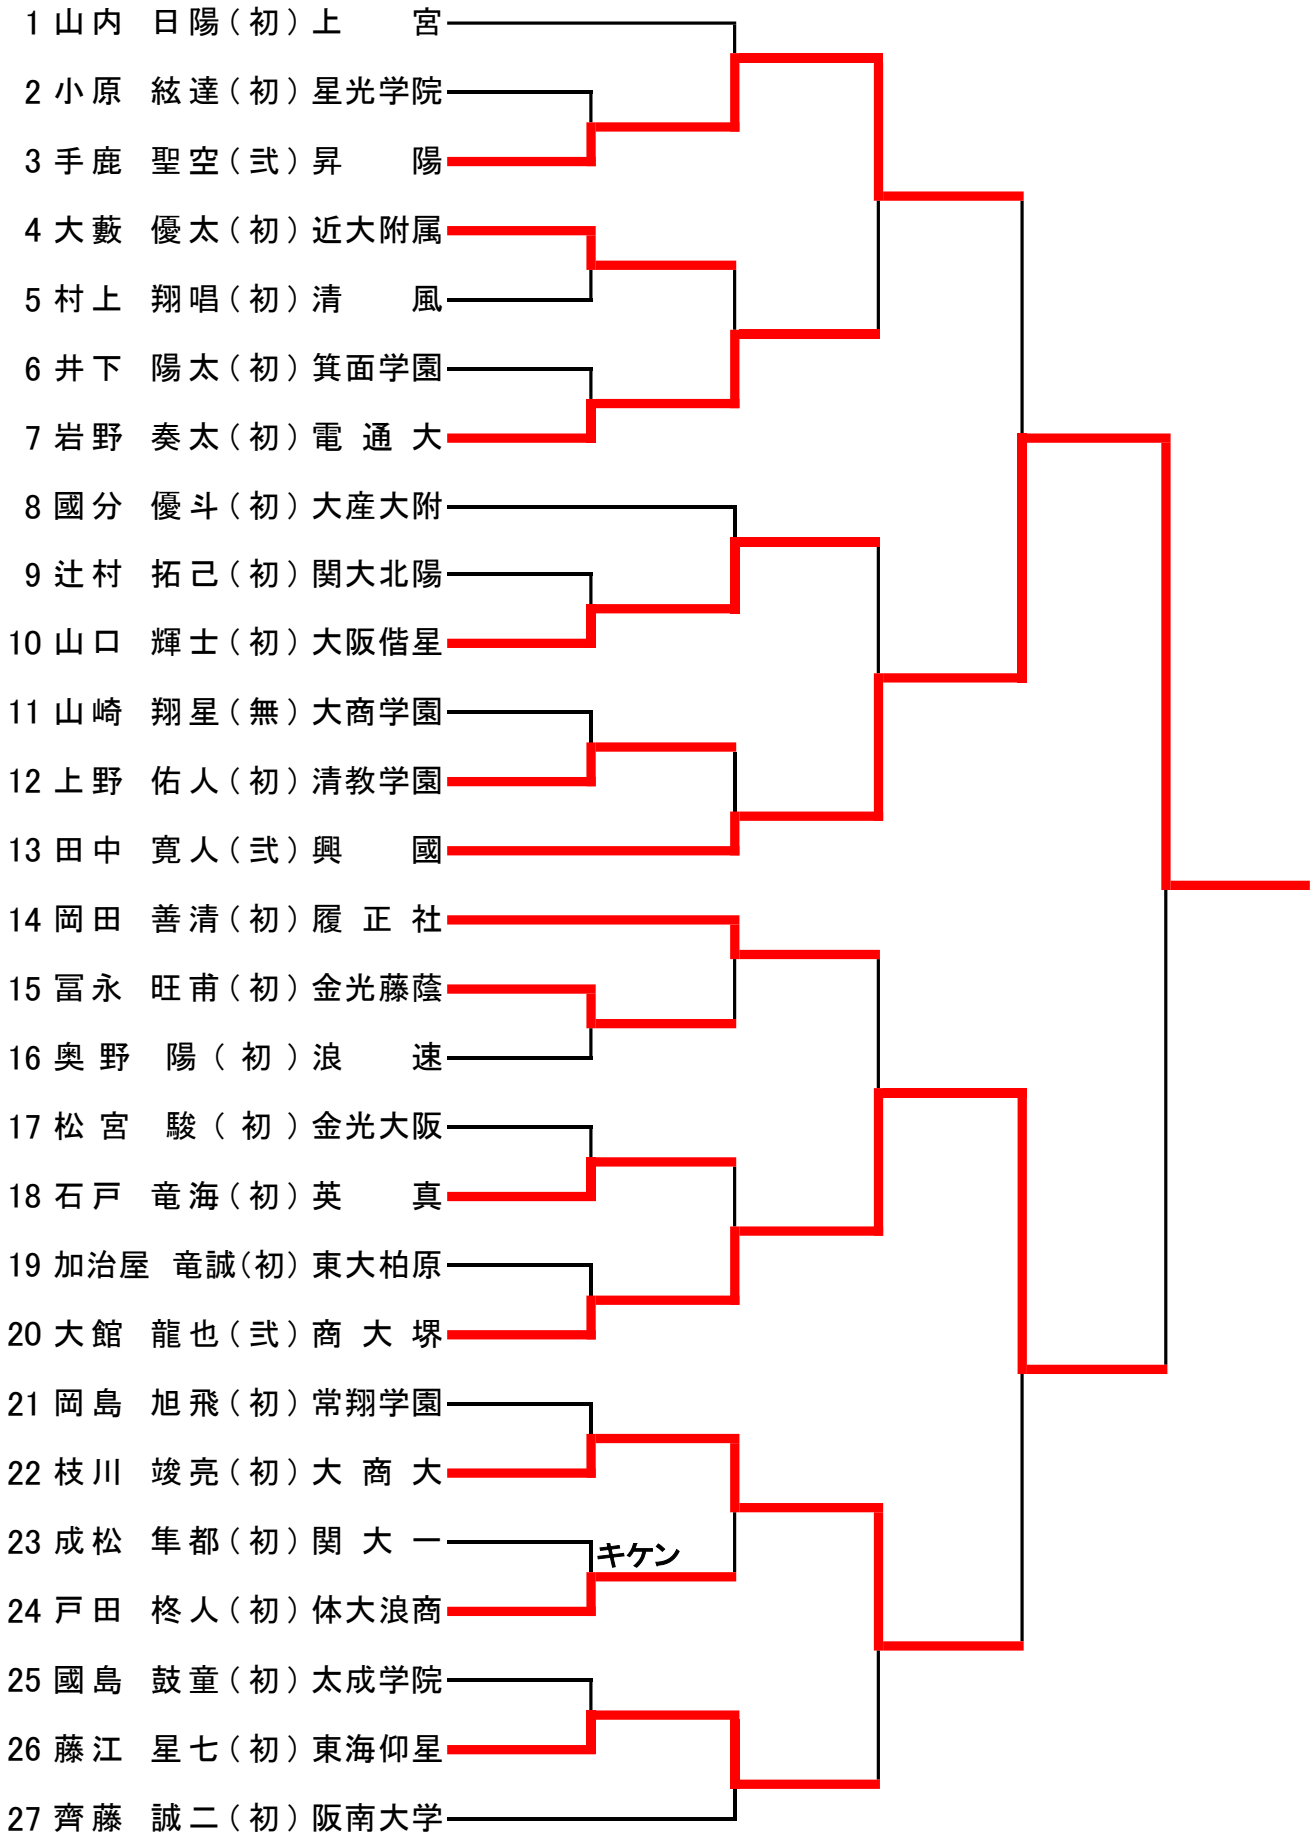 1 山内 日陽(初) 上 宮
2 小原 絃達(初) 星光学院
3 手鹿 聖空(弐) 昇 陽
4 大藪 優太(初) 近大附属
5 村上 翔唱(初) 清 風
6 井下 陽太(初) 箕面学園
7 岩野 奏太(初) 電通大
8 國分 優斗(初) 大産大附
9 辻村 拓己(初) 関大北陽
10 山口 輝士(初) 大阪偕星
11 山崎 翔星(無) 大商学園
12 上野 佑人(初) 清教学園
13 田中 寛人(弐) 興 國
14 岡田 善清(初) 履正社
15 冨永 旺甫(初) 金光藤蔭
16 奥野 陽(初) 浪 速
17 松宮 駿(初) 金光大阪
18 石戸 竜海(初) 英 真
19 加治屋 竜誠(初) 東大柏原
20 大館 龍也(弐) 商大堺
21 岡島 旭飛(初) 常翔学園
22 枝川 竣亮(初) 大商大
23 成松 隼都(初) 関大一
キケン
24 戸田 柊人(初) 体大浪商
25 國島 鼓童(初) 太成学院
26 藤江 星七(初) 東海仰星
27 齊藤 誠二(初) 阪南大学